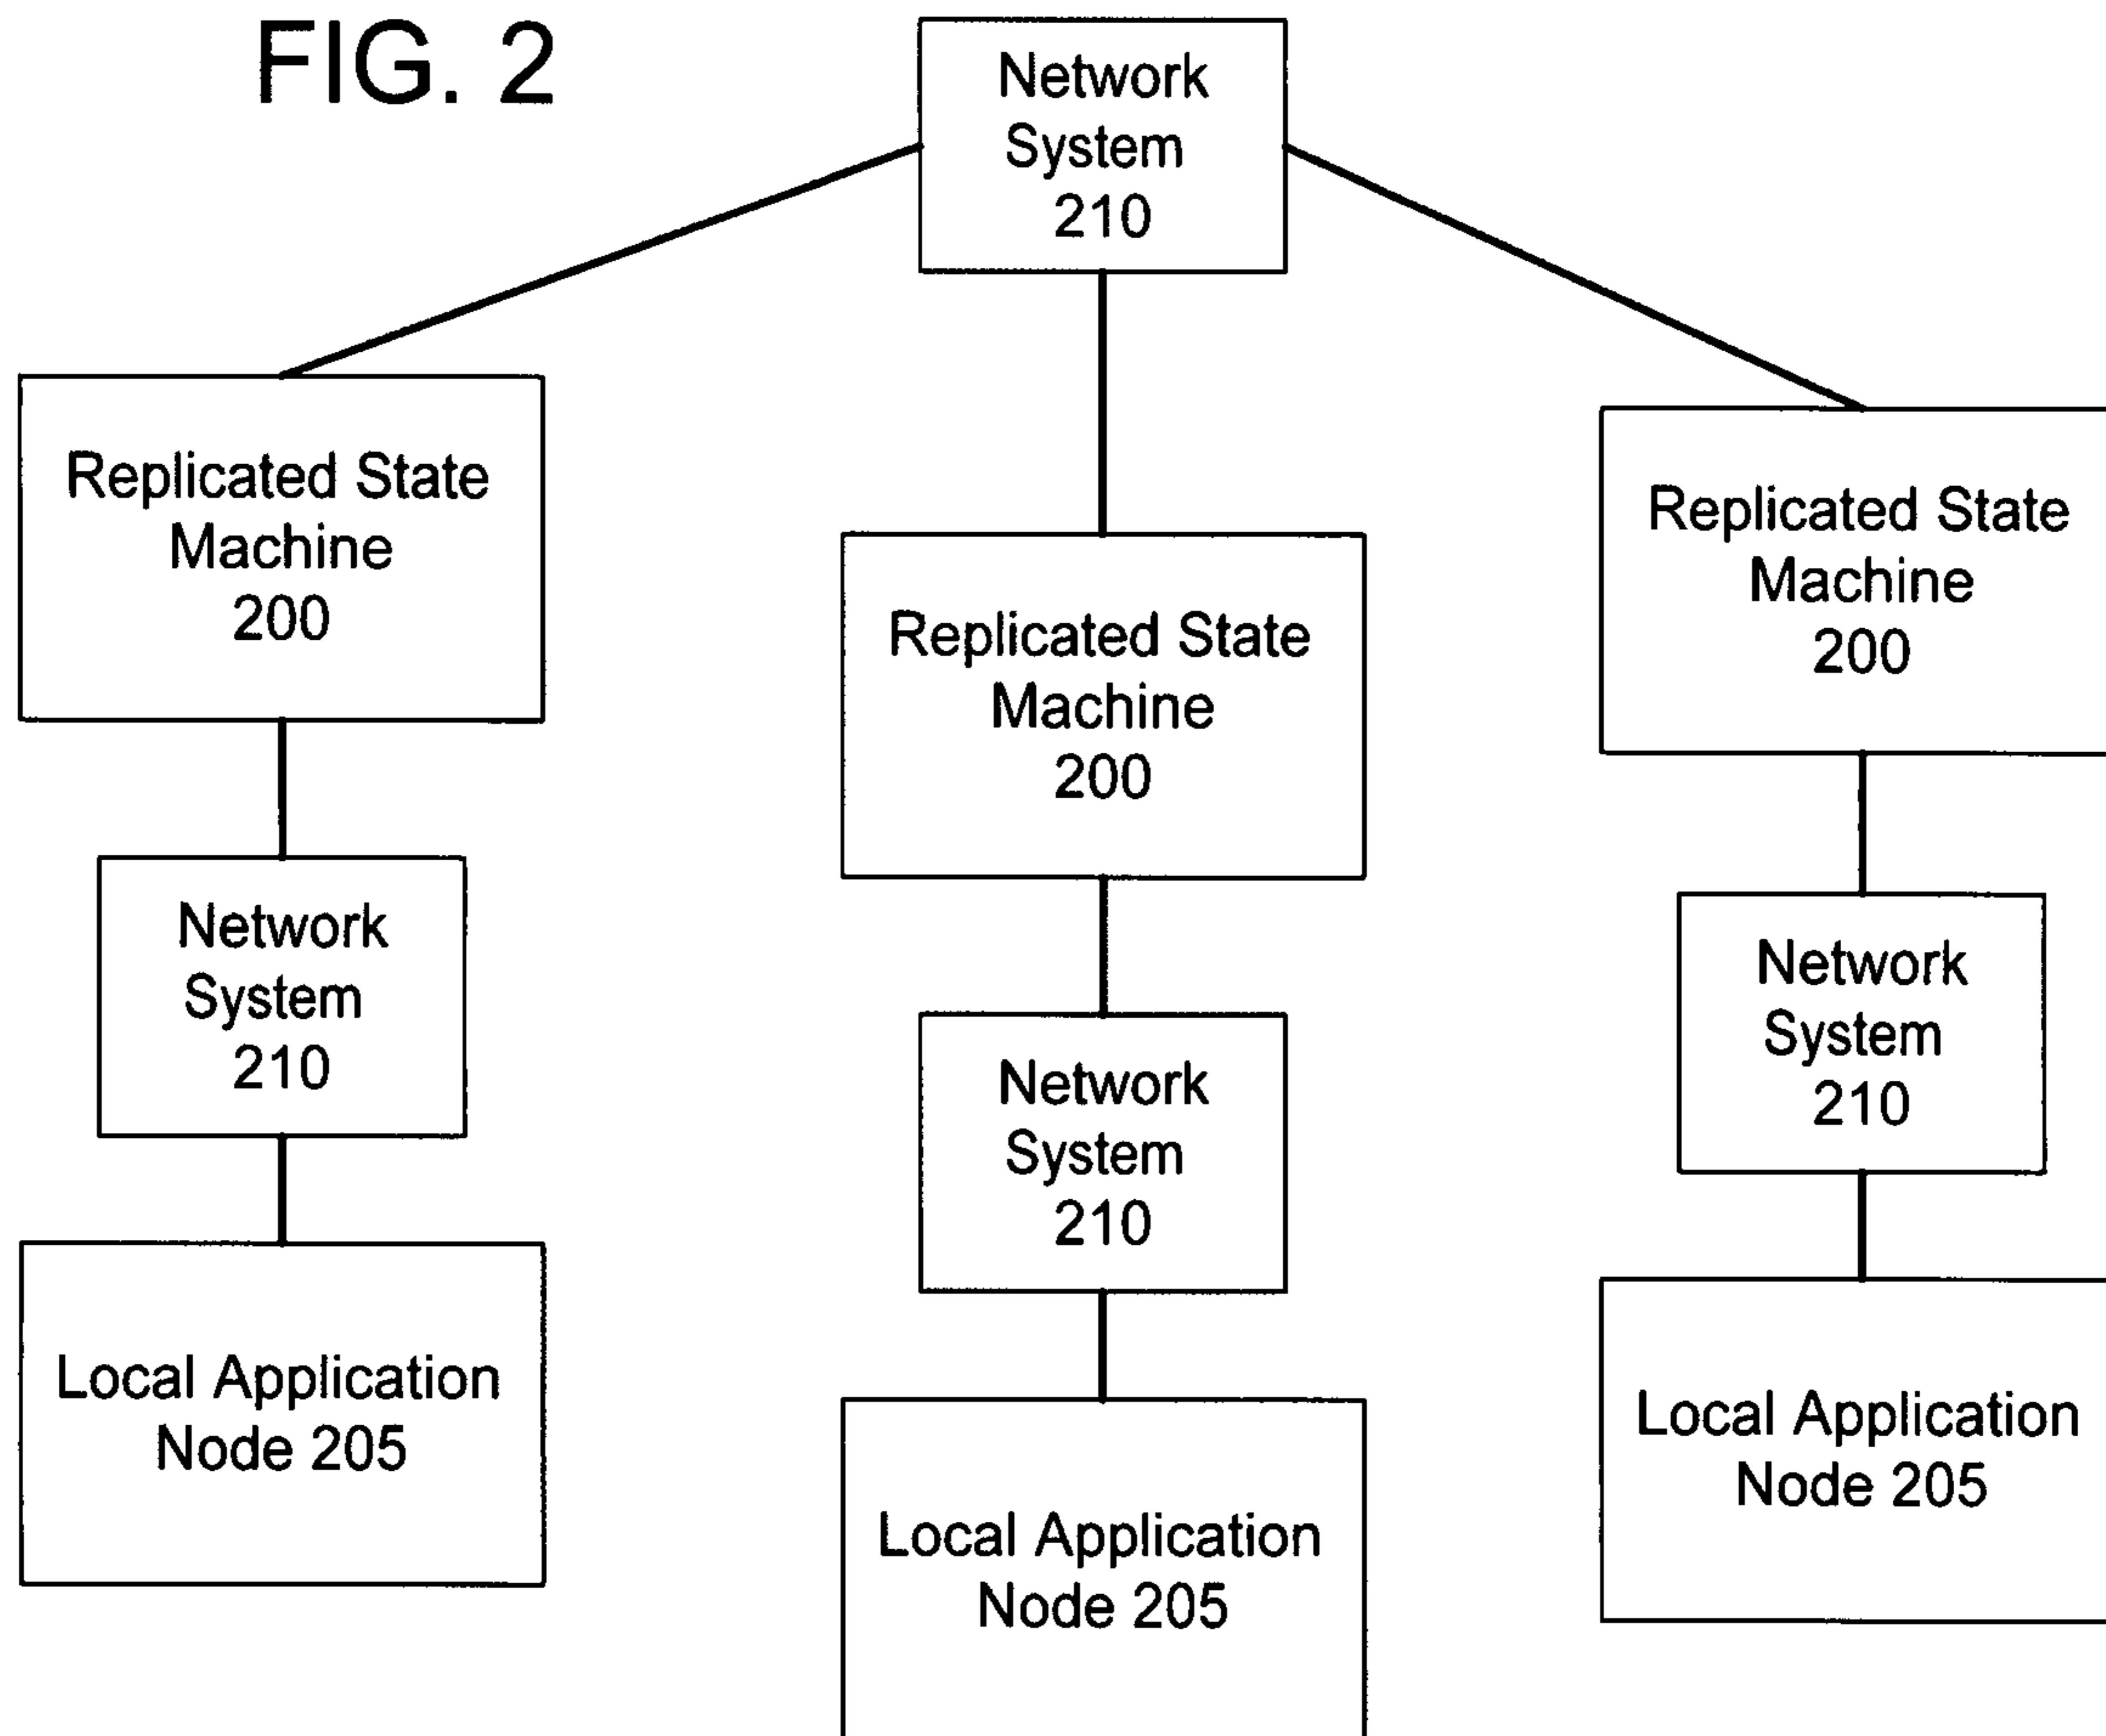 FIG. 2
Network
System
210
Replicated State
Machine
200
Replicated State
Machine
200
Replicated State
Machine
200
Network
System
210
Network
System
210
Network
System
210
Local Application
Node 205
Local Application
Node 205
Local Application
Node 205